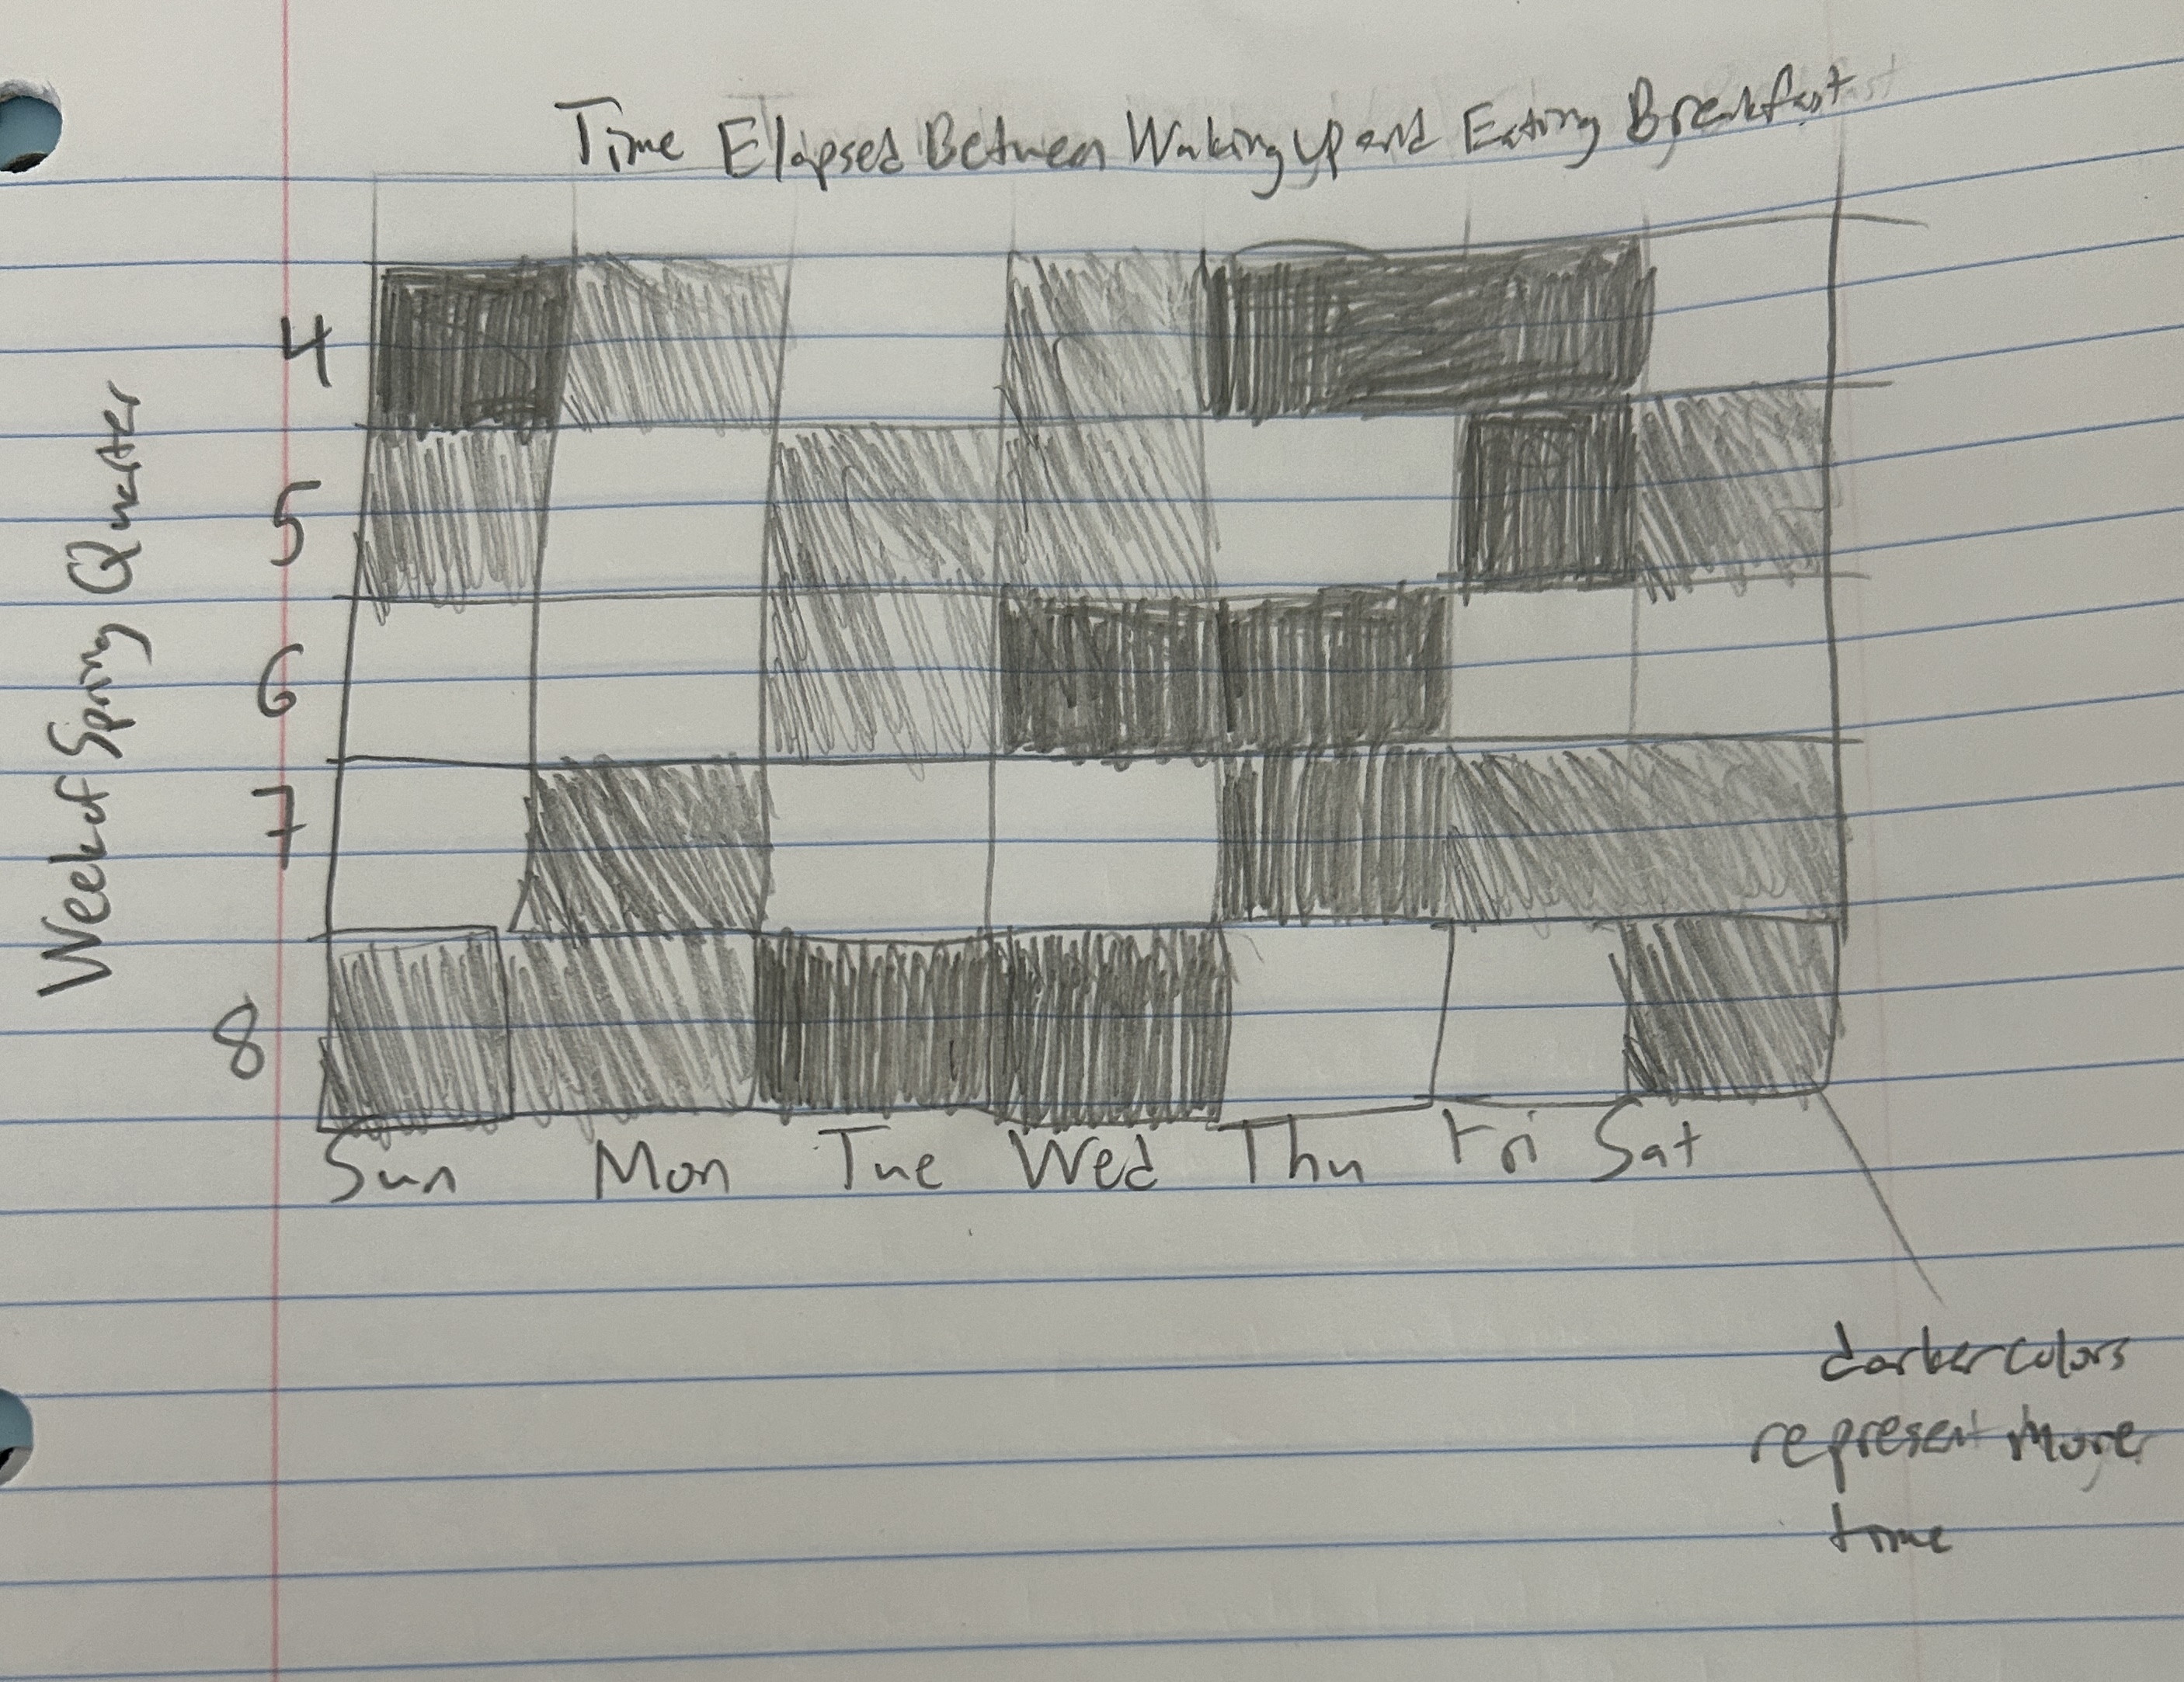 Time Elapsed Between Waking up and Eating Breakfast
Week of Spring Quarter
4
5
6
7
8
Sun Mon Tue Wed Thu Fri Sat
darker colors
represent more
time